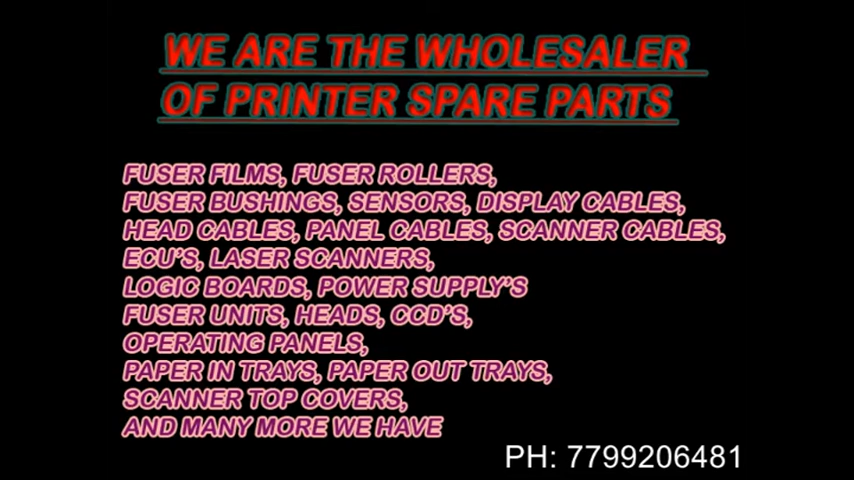 WE ARE THE WHOLESALER
OF PRINTER SPARE PARTS
FUSER FILMS, FUSER ROLLERS,
FUSER BUSHINGS, SENSORS, DISPLAY CABLES,
HEAD CABLES, PANEL CABLES, SCANNER CABLES,
ECU'S, LASER SCANNERS,
LOGIC BOARDS, POWER SUPPLY'S
FUSER UNITS, HEADS, CCD'S,
OPERATING PANELS,
PAPER IN TRAYS, PAPER OUT TRAYS,
SCANNER TOP COVERS,
AND MANY MORE WE HAVE
PH: 7799206481